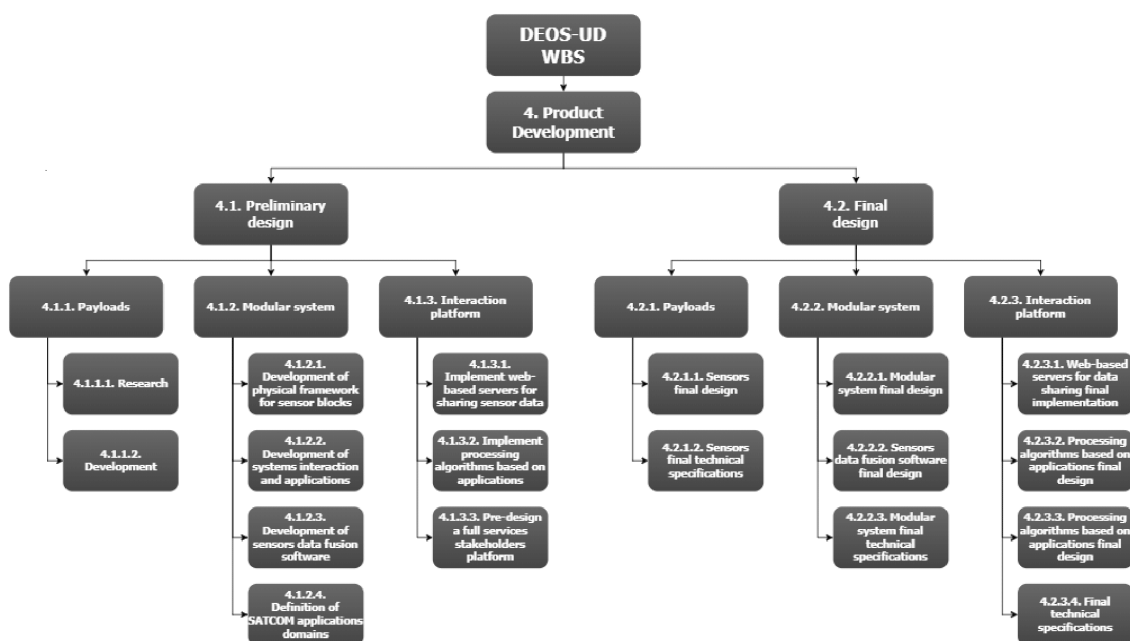 DEOS-UD
WBS
4. Product
Development
4.1. Preliminary
design
4.2. Final
design
4.1.1. Payloads
4.1.2. Modular system
4.1.3. Interaction
platform
4.2.1. Payloads
4.2.2. Modular system
4.2.3. Interaction
platform
4.1.1.1. Research
4.1.1.2.
Development
4.1.2.1.
Development of
physical framework
for sensor blocks
4.1.2.2.
Development of
systems interaction
and applications
4.1.2.3.
Development of
sensors data fusion
software
4.1.2.4.
Definition of
SATCOM applications
domains
4.1.3.1.
Implement web-
based servers for
sharing sensor data
4.1.3.2. Implement
processing
algorithms based on
applications
4.1.3.3. Pre-design
a full services
stakeholders
platform
4.2.1.1. Sensors
final design
4.2.1.2. Sensors
final technical
specifications
4.2.2.1. Modular
system final design
4.2.2.2. Sensors
data fusion software
final design
4.2.2.3. Modular
system final
technical
specifications
4.2.3.1. Web-based
servers for data
sharing final
implementation
4.2.3.2. Processing
algorithms based on
applications final
design
4.2.3.3. Processing
algorithms based on
applications final
design
4.2.3.4. Final
technical
specifications